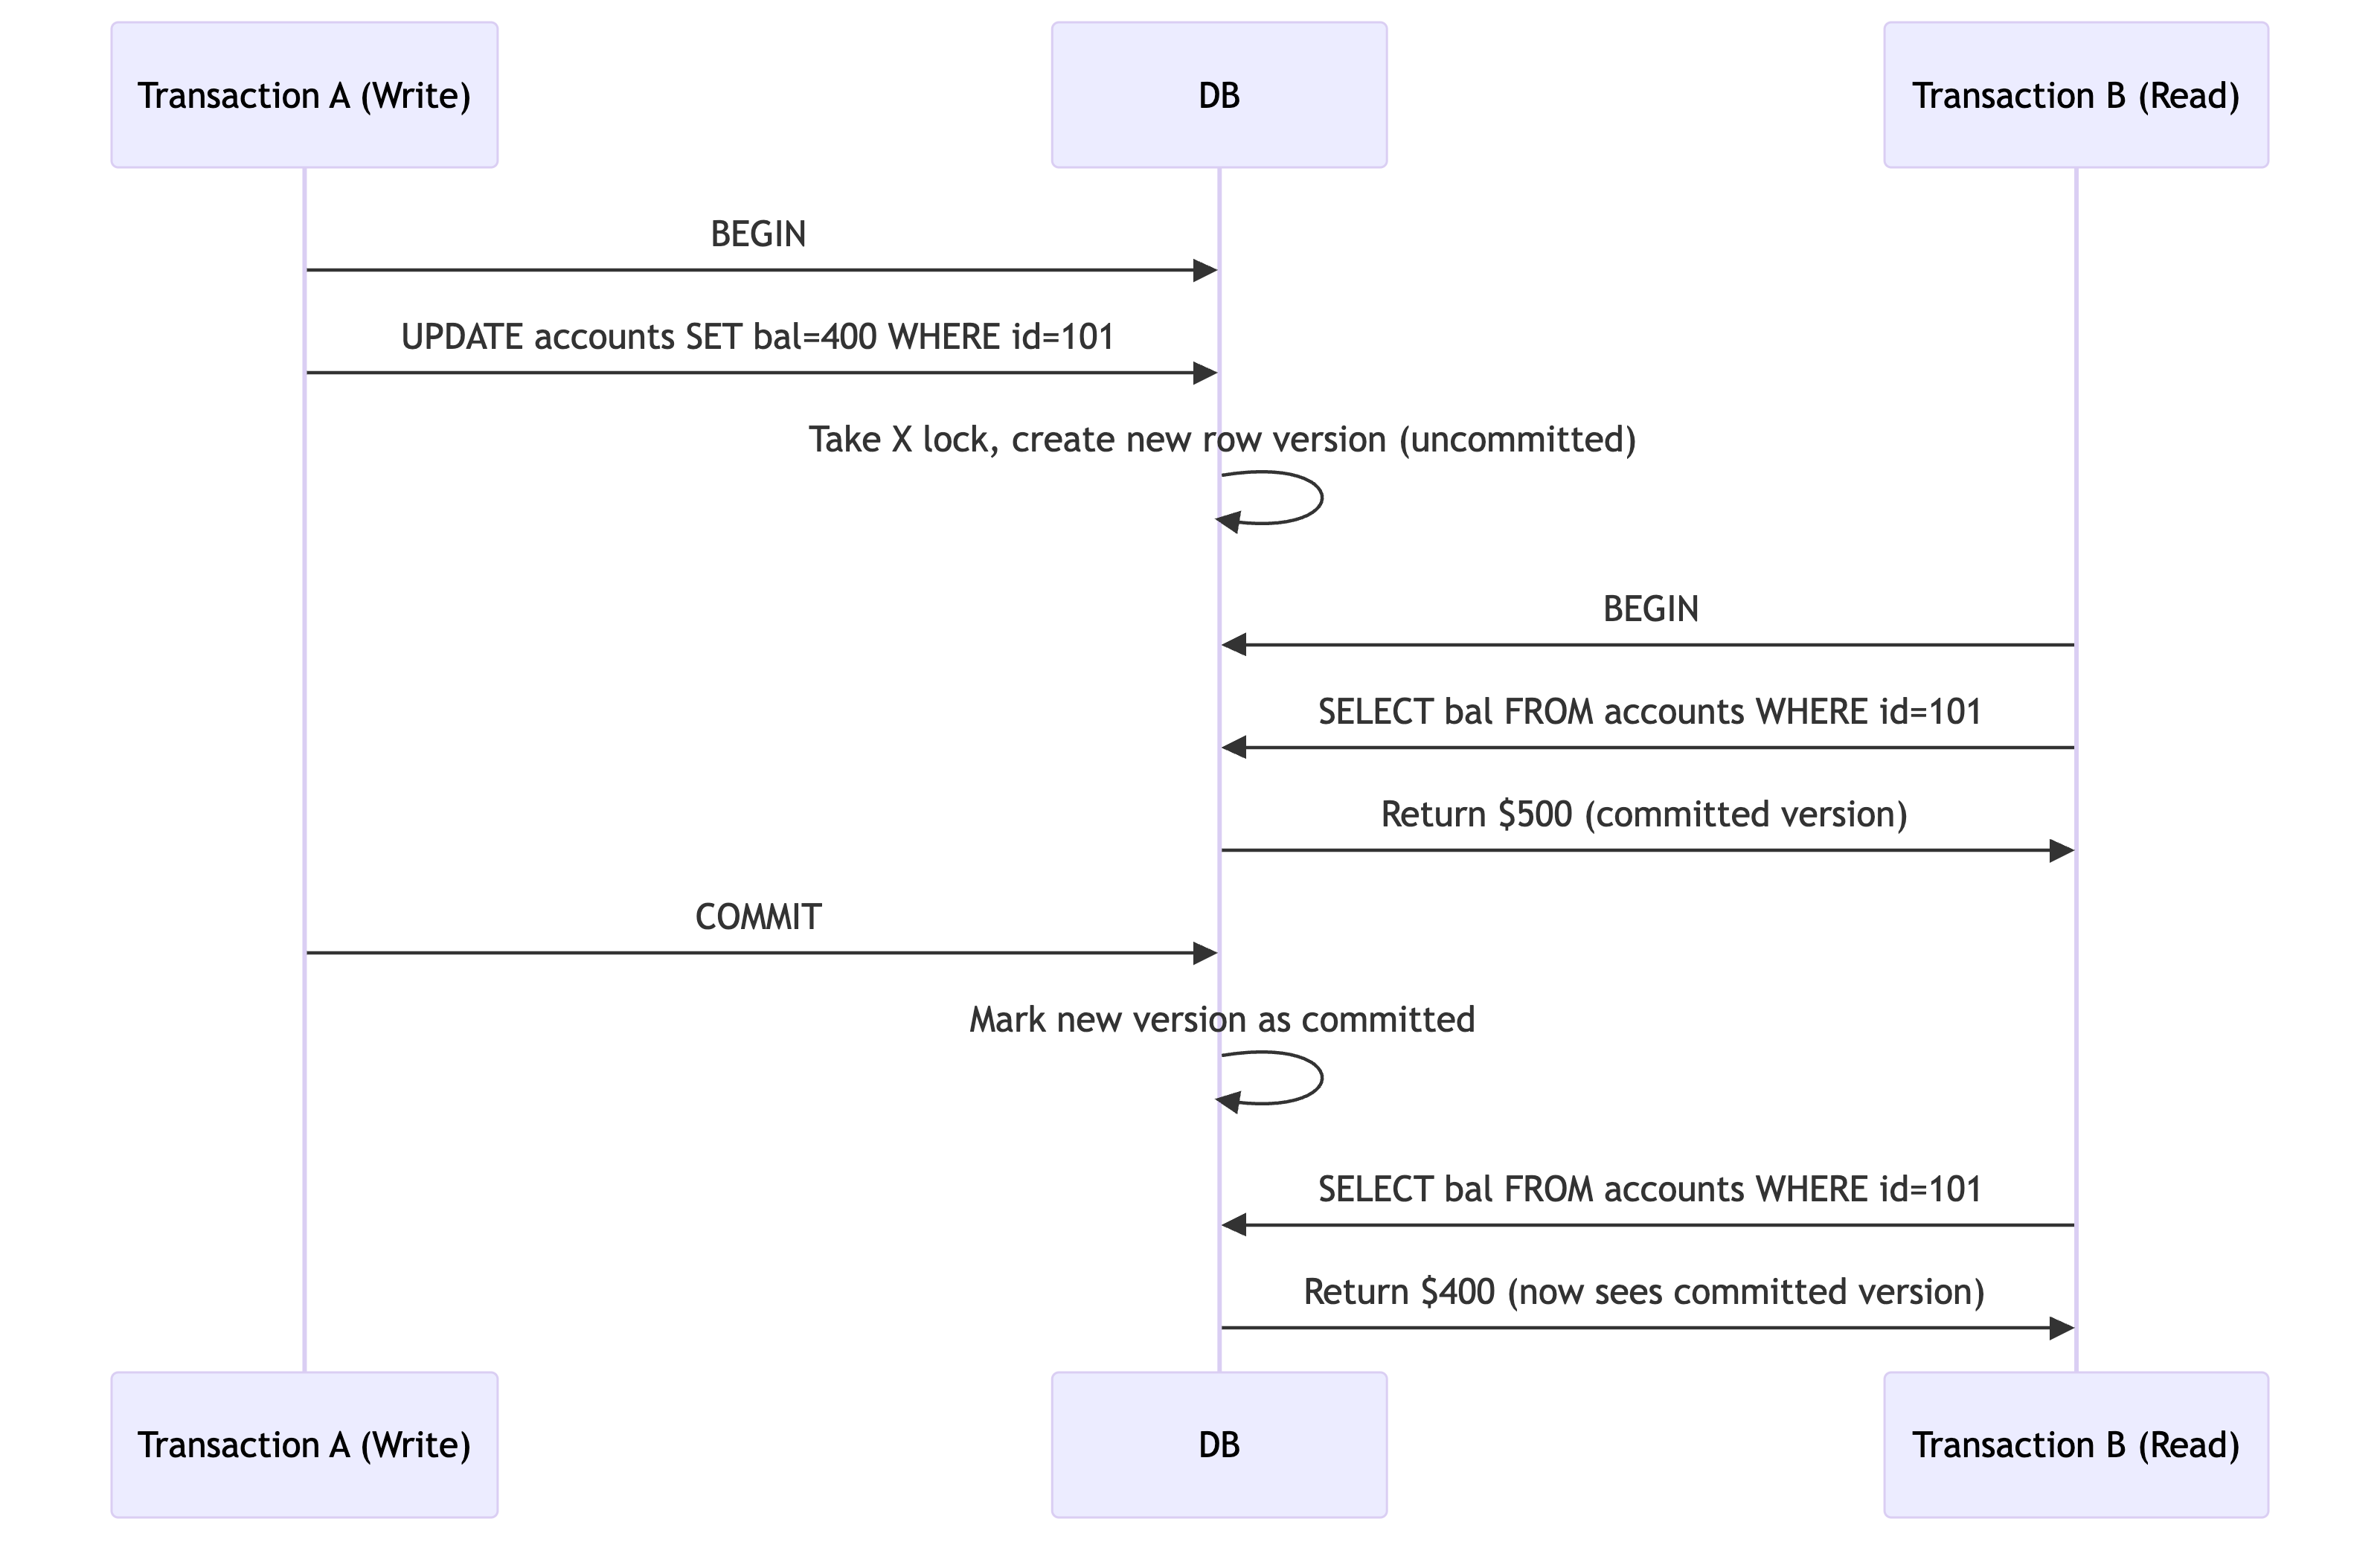 Transaction A (Write)
DB
Transaction B (Read)
BEGIN
UPDATE accounts SET bal=400 WHERE id=101
Take X lock, create new row version (uncommitted)
BEGIN
SELECT bal FROM accounts WHERE id=101
Return $500 (committed version)
COMMIT
Mark new version as committed
SELECT bal FROM accounts WHERE id=101
Return $400 (now sees committed version)
Transaction A (Write)
DB
Transaction B (Read)